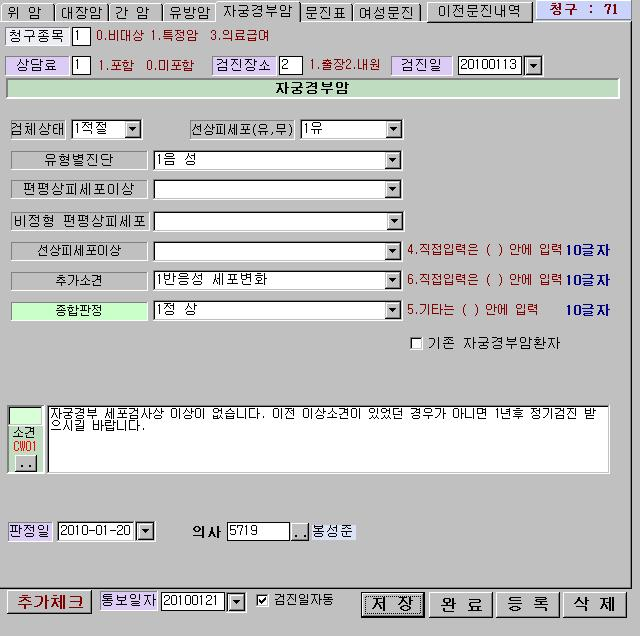 위 암 대장암 간 암 유방암 자궁경부암 문진표 여성문진 이전문진내역 청구 : 71
청구종목 1 0.비대상 1.특정암 3.의료급여
상담료 1 1.포함 0.미포함 검진장소 2 1.출장2.내원 검진일 20100113
자궁경부암
검체상태 1적절 선상피세포(유,무) 1유
유형별진단 1음 성
편평상피세포이상
비정형 편평상피세포
선상피세포이상 4.직접입력은 ( ) 안에 입력 10글자
추가소견 1반응성 세포변화 6.직접입력은 ( ) 안에 입력 10글자
종합판정 1정 상 5.기타는 ( ) 안에 입력 10글자
기존 자궁경부암환자
자궁경부 세포검사상 이상이 없습니다. 이전 이상소견이 있었던 경우가 아니면 1년후 정기검진 받
으시길 바랍니다.
소견
CW01
..
판정일 2010-01-20 의사 5719 .. 봉성준
추가체크 통보일자 20100121 검진일자동 저 장 완 료 등 록 삭 제